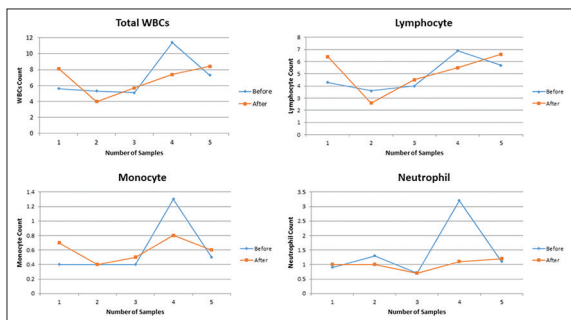 Total WBCs
WBCs Count
12
10
8
6
4
2
0
1 2 3 4 5
Number of Samples
Before
After
Lymphocyte
Lymphocyte Count
8
7
6
5
4
3
2
1
0
1 2 3 4 5
Number of Samples
Before
After
Monocyte
Monocyte Count
1.4
1.2
1
0.8
0.6
0.4
0.2
0
1 2 3 4 5
Number of Samples
Before
After
Neutrophil
Neutrophil Count
3.5
3
2.5
2
1.5
1
0.5
0
1 2 3 4 5
Number of Samples
Before
After